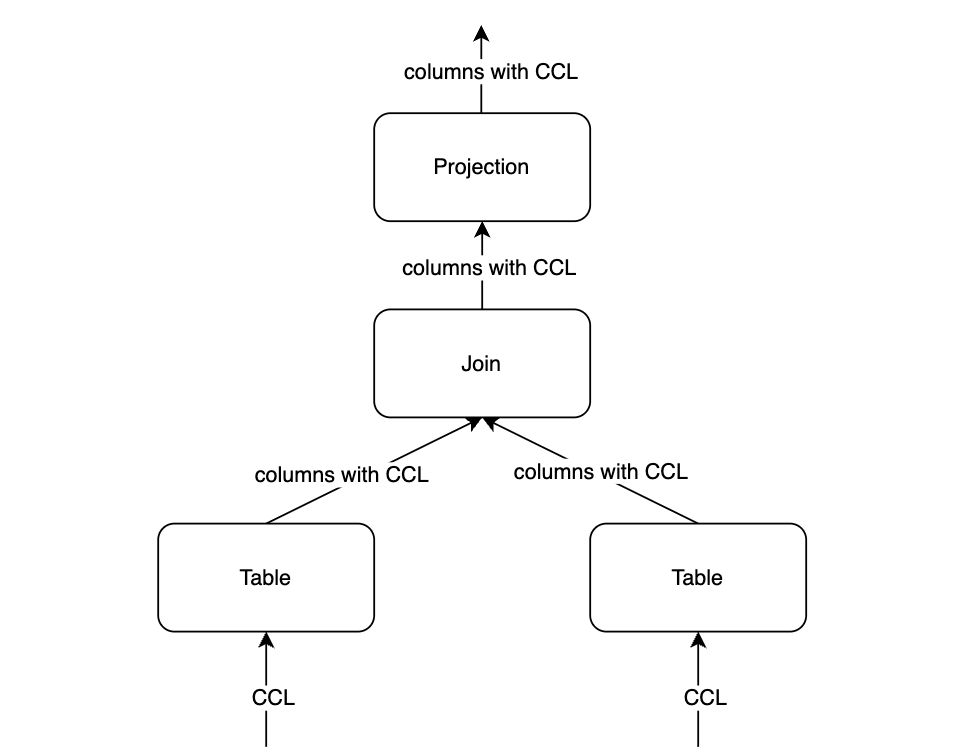 columns with CCL
Projection
columns with CCL
Join
columns with CCL
columns with CCL
Table
Table
CCL
CCL